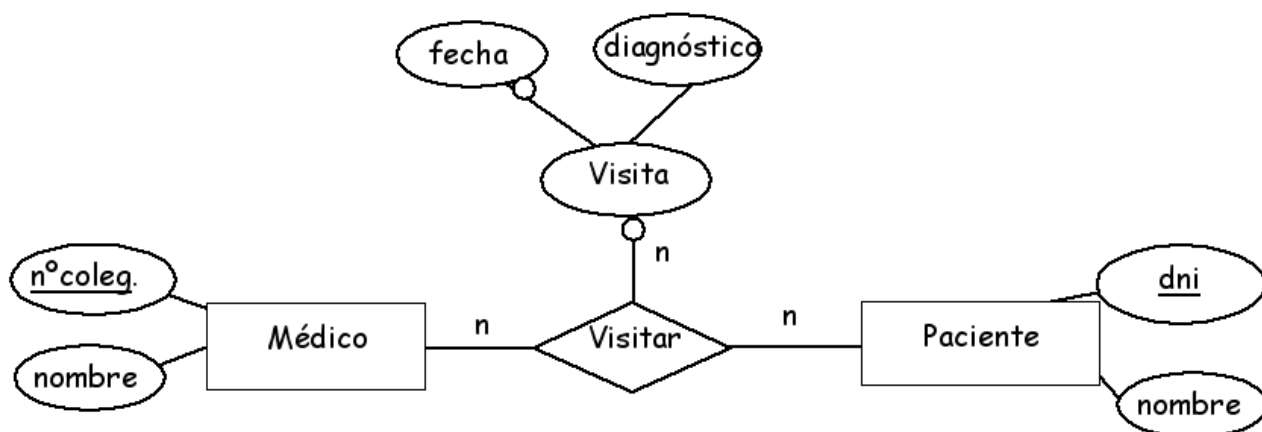 fecha
diagnóstico
Visita
n
nºcoleg.
dni
Médico
n
Visitar
n
Paciente
nombre
nombre